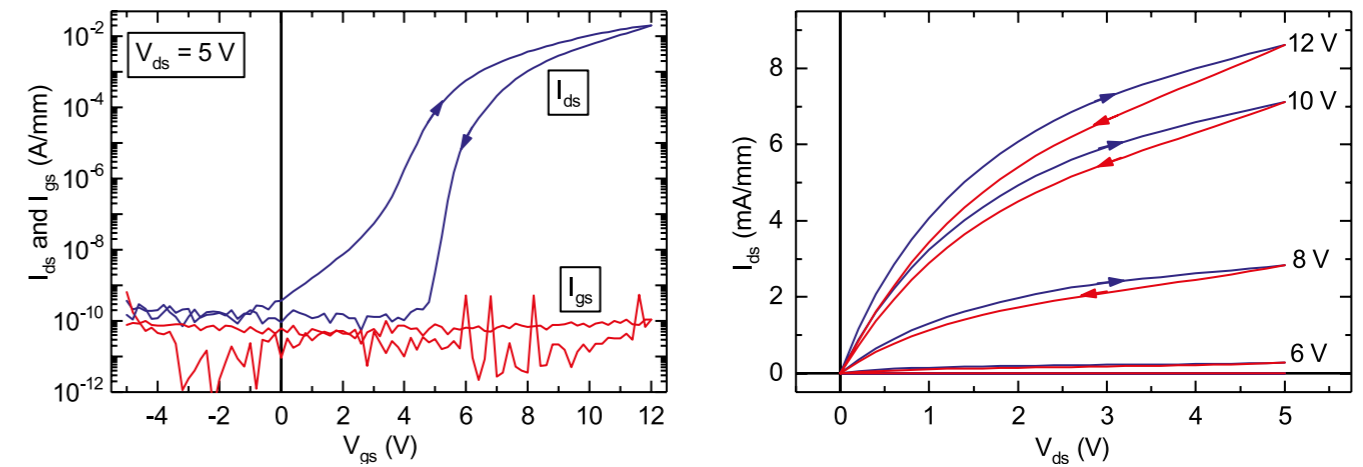 I_ds and I_gs (A/mm)
10^-2
10^-4
10^-6
10^-8
10^-10
10^-12
V_ds = 5 V
I_ds
I_gs
-4 -2 0 2 4 6 8 10 12
V_gs (V)
I_ds (mA/mm)
8
6
4
2
0
12 V
10 V
8 V
6 V
0 1 2 3 4 5
V_ds (V)